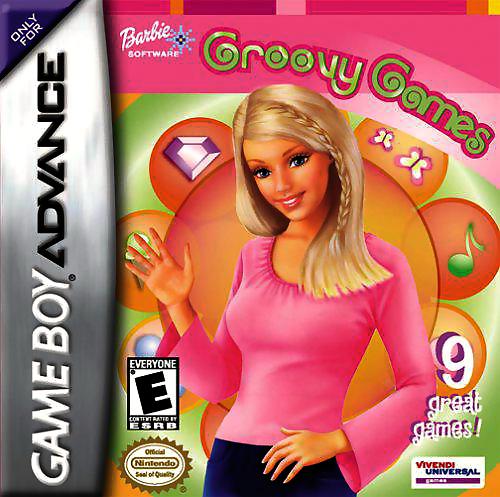 ONLY
FOR
GAME BOY ADVANCE
Barbie
SOFTWARE
Groovy Games
EVERYONE
E
CONTENT RATED BY
ESRB
Official
Nintendo
Seal of Quality
9
great
games!
VIVENDI
UNIVERSAL
games